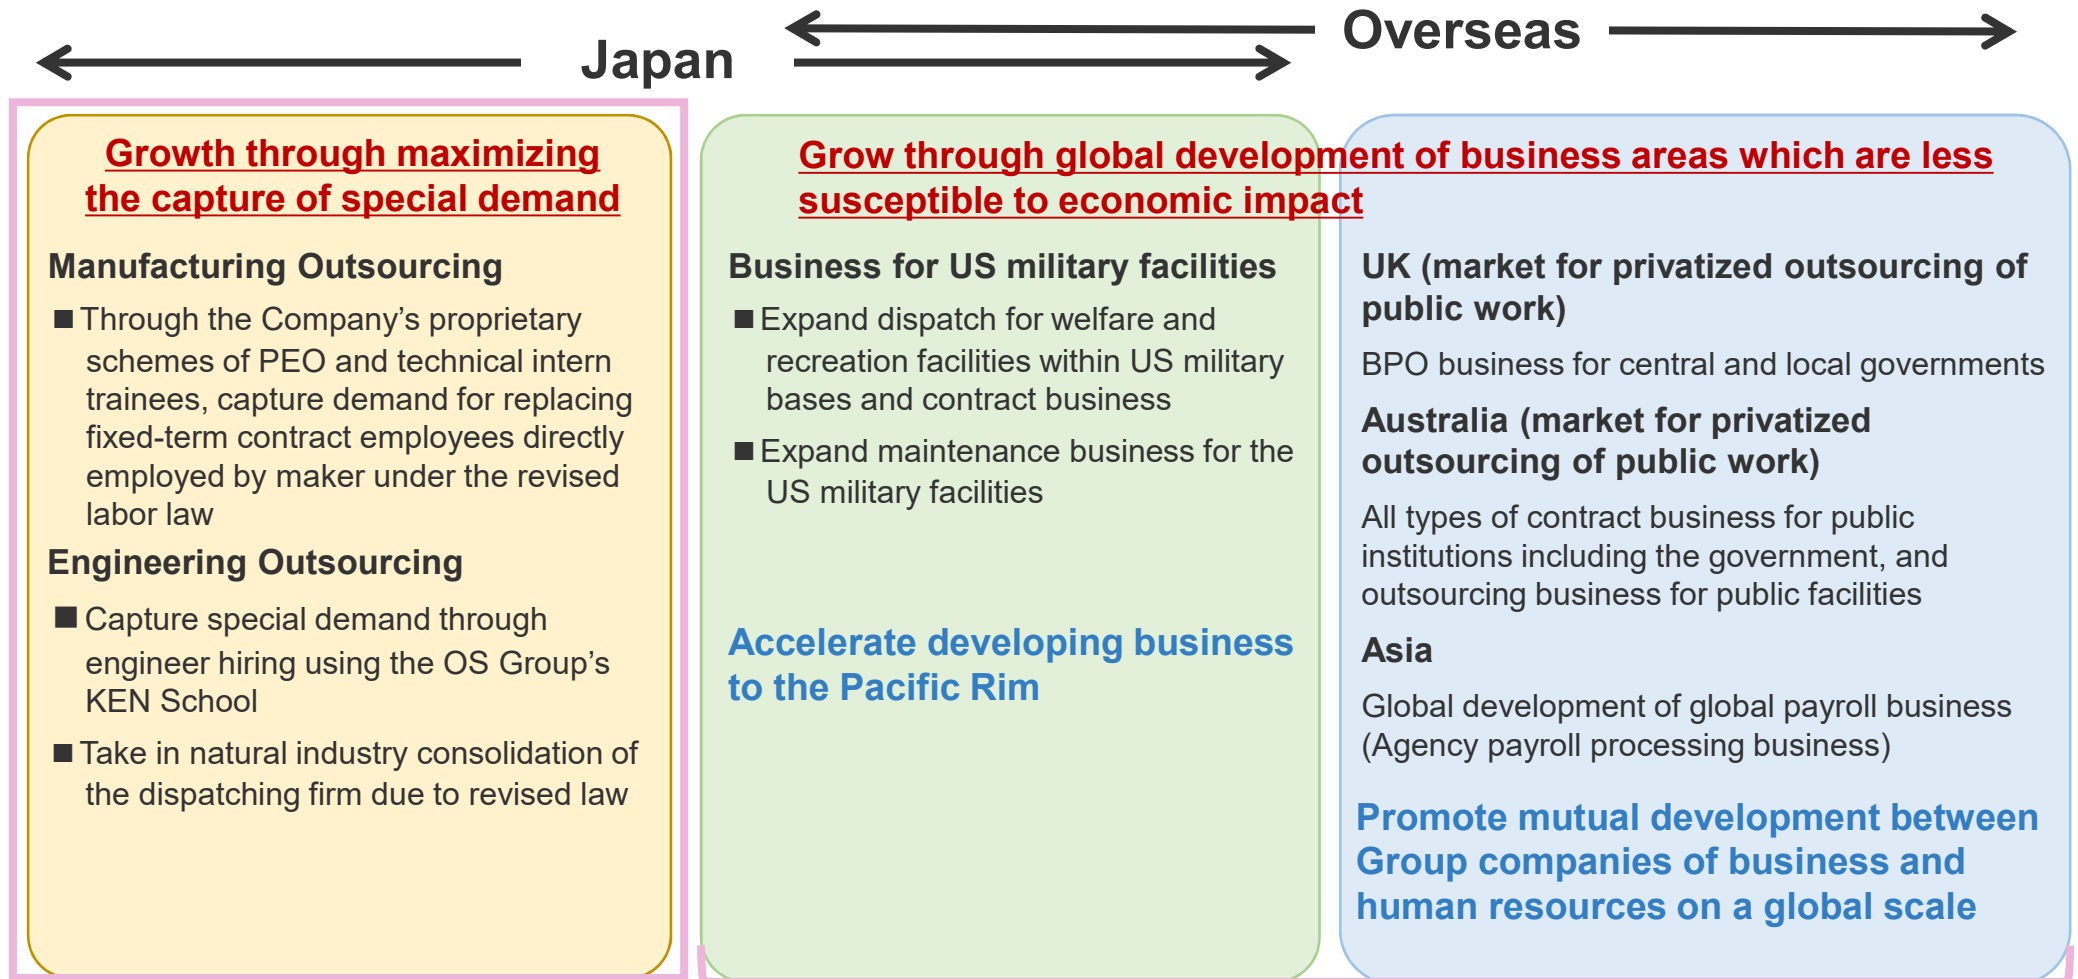 Japan
Overseas
Growth through maximizing
the capture of special demand
Manufacturing Outsourcing
■ Through the Company’s proprietary
schemes of PEO and technical intern
trainees, capture demand for replacing
fixed-term contract employees directly
employed by maker under the revised
labor law
Engineering Outsourcing
■ Capture special demand through
engineer hiring using the OS Group’s
KEN School
■ Take in natural industry consolidation of
the dispatching firm due to revised law
Grow through global development of business areas which are less
susceptible to economic impact
Business for US military facilities
■ Expand dispatch for welfare and
recreation facilities within US military
bases and contract business
■ Expand maintenance business for the
US military facilities
Accelerate developing business
to the Pacific Rim
UK (market for privatized outsourcing of
public work)
BPO business for central and local governments
Australia (market for privatized
outsourcing of public work)
All types of contract business for public
institutions including the government, and
outsourcing business for public facilities
Asia
Global development of global payroll business
(Agency payroll processing business)
Promote mutual development between
Group companies of business and
human resources on a global scale